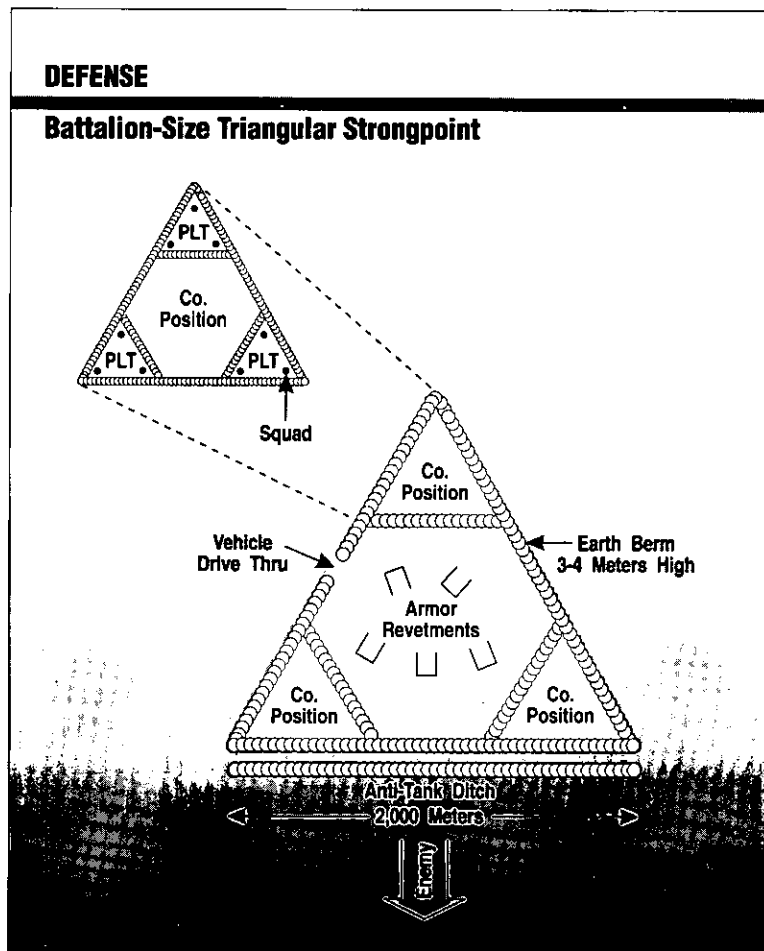 DEFENSE
Battalion-Size Triangular Strongpoint
PLT
Co.
Position
PLT
PLT
Squad
Co.
Position
Vehicle
Drive Thru
Earth Berm
3-4 Meters High
Armor
Revetments
Co.
Position
Co.
Position
Anti-Tank Ditch
2,000 Meters
Enemy